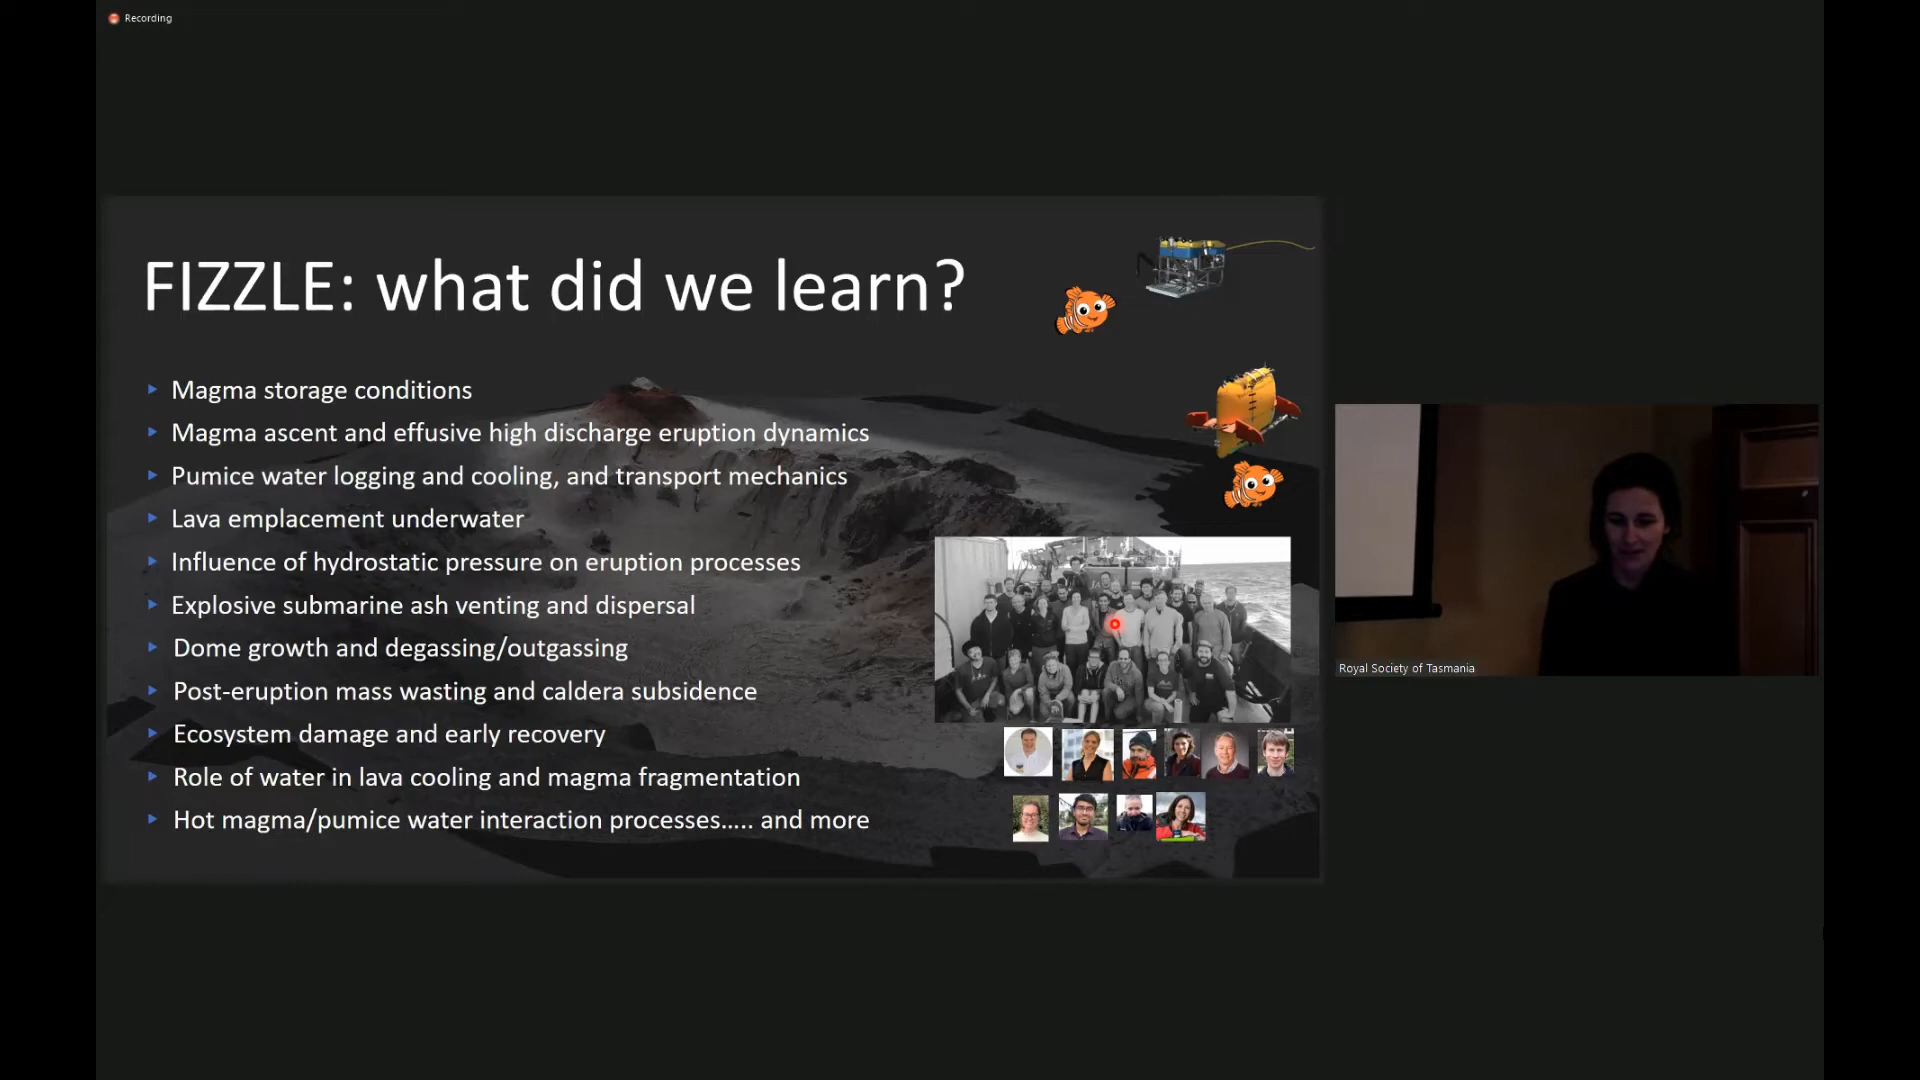 Recording
FIZZLE: what did we learn?
Magma storage conditions
Magma ascent and effusive high discharge eruption dynamics
Pumice water logging and cooling, and transport mechanics
Lava emplacement underwater
Influence of hydrostatic pressure on eruption processes
Explosive submarine ash venting and dispersal
Dome growth and degassing/outgassing
Post-eruption mass wasting and caldera subsidence
Ecosystem damage and early recovery
Role of water in lava cooling and magma fragmentation
Hot magma/pumice water interaction processes..... and more
Royal Society of Tasmania